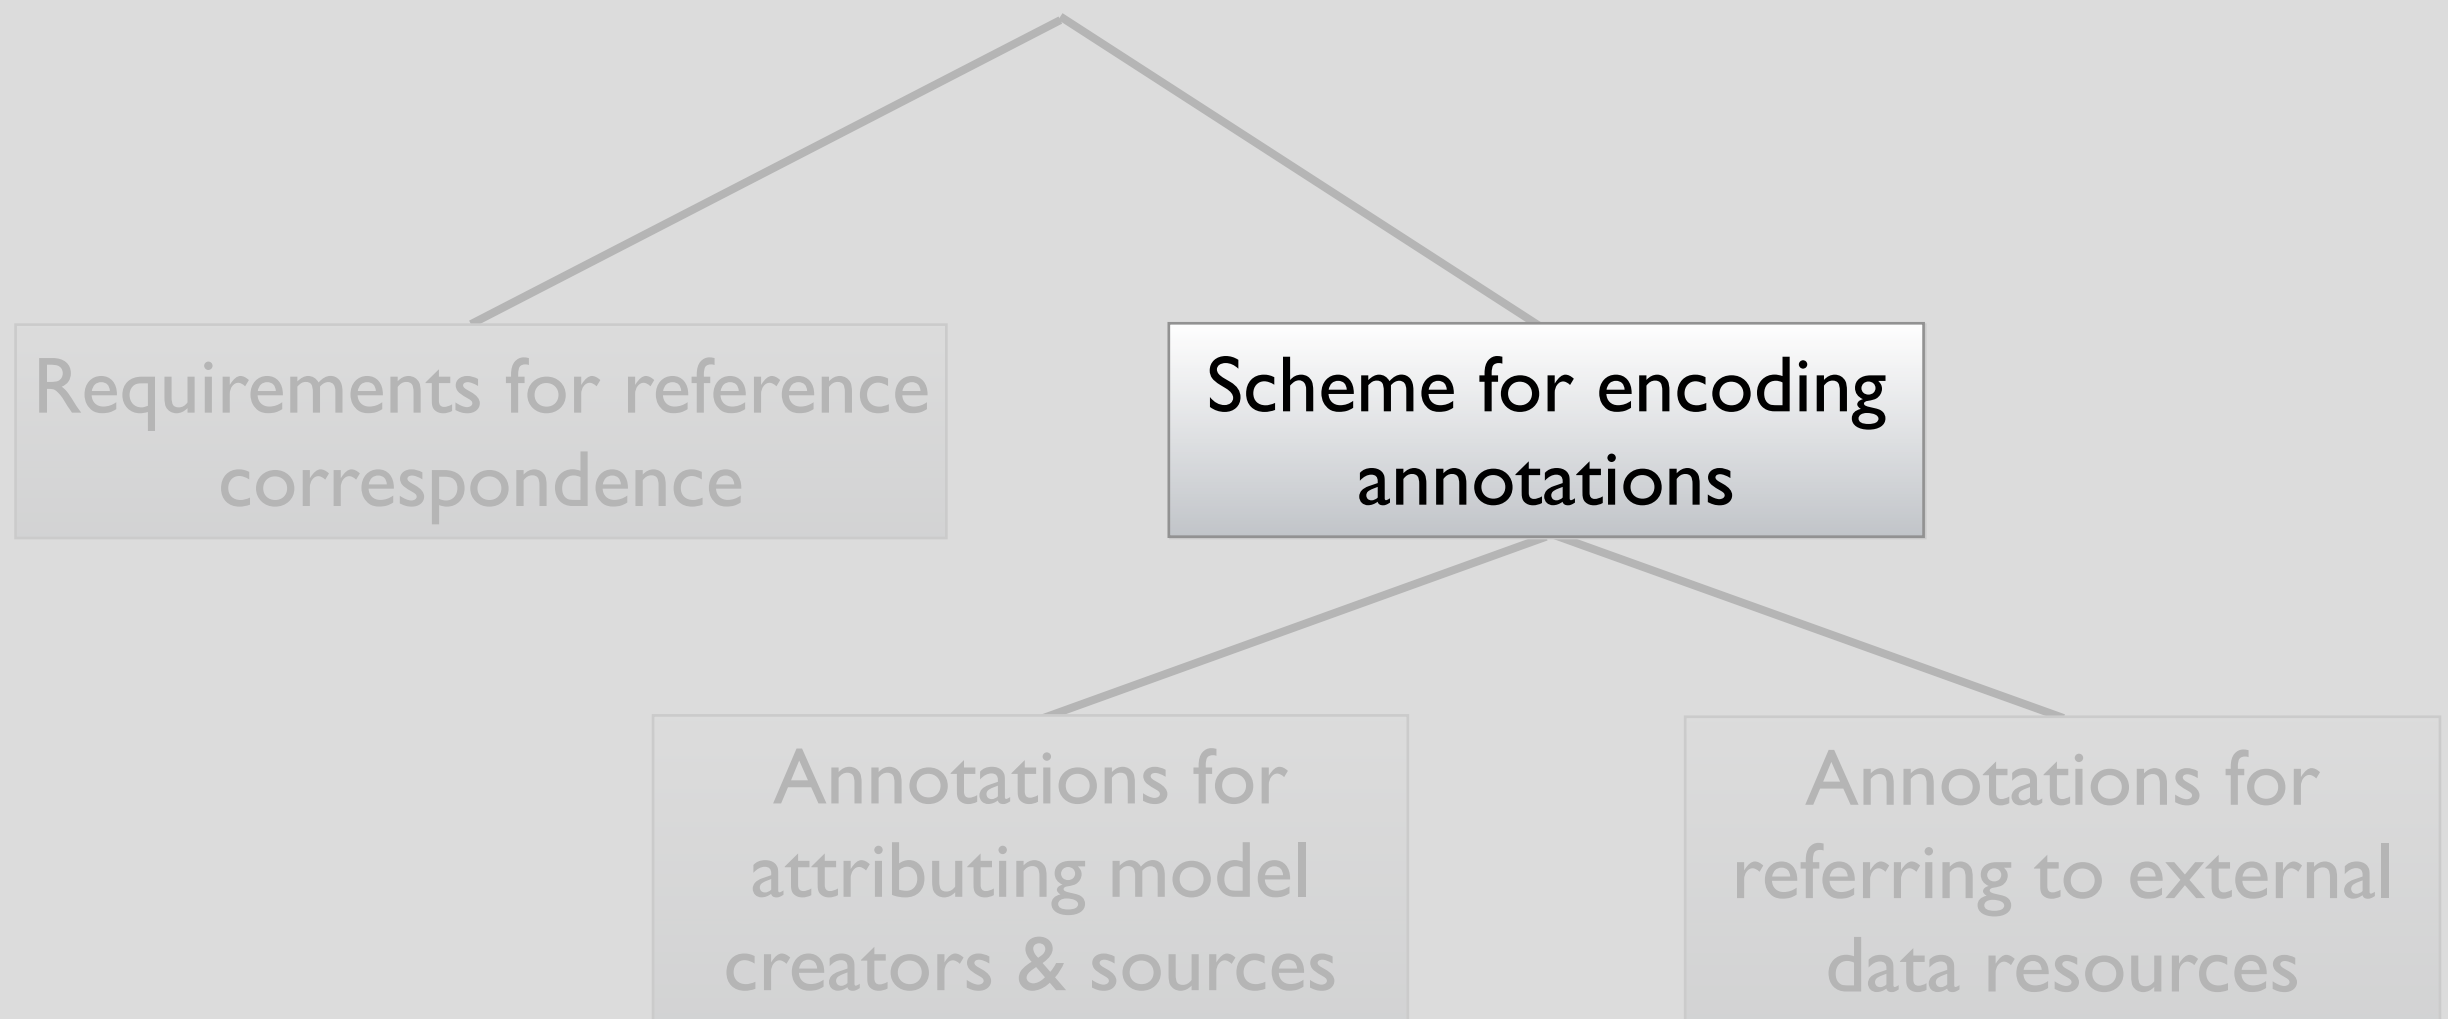 Requirements for reference
correspondence
Scheme for encoding
annotations
Annotations for
attributing model
creators & sources
Annotations for
referring to external
data resources